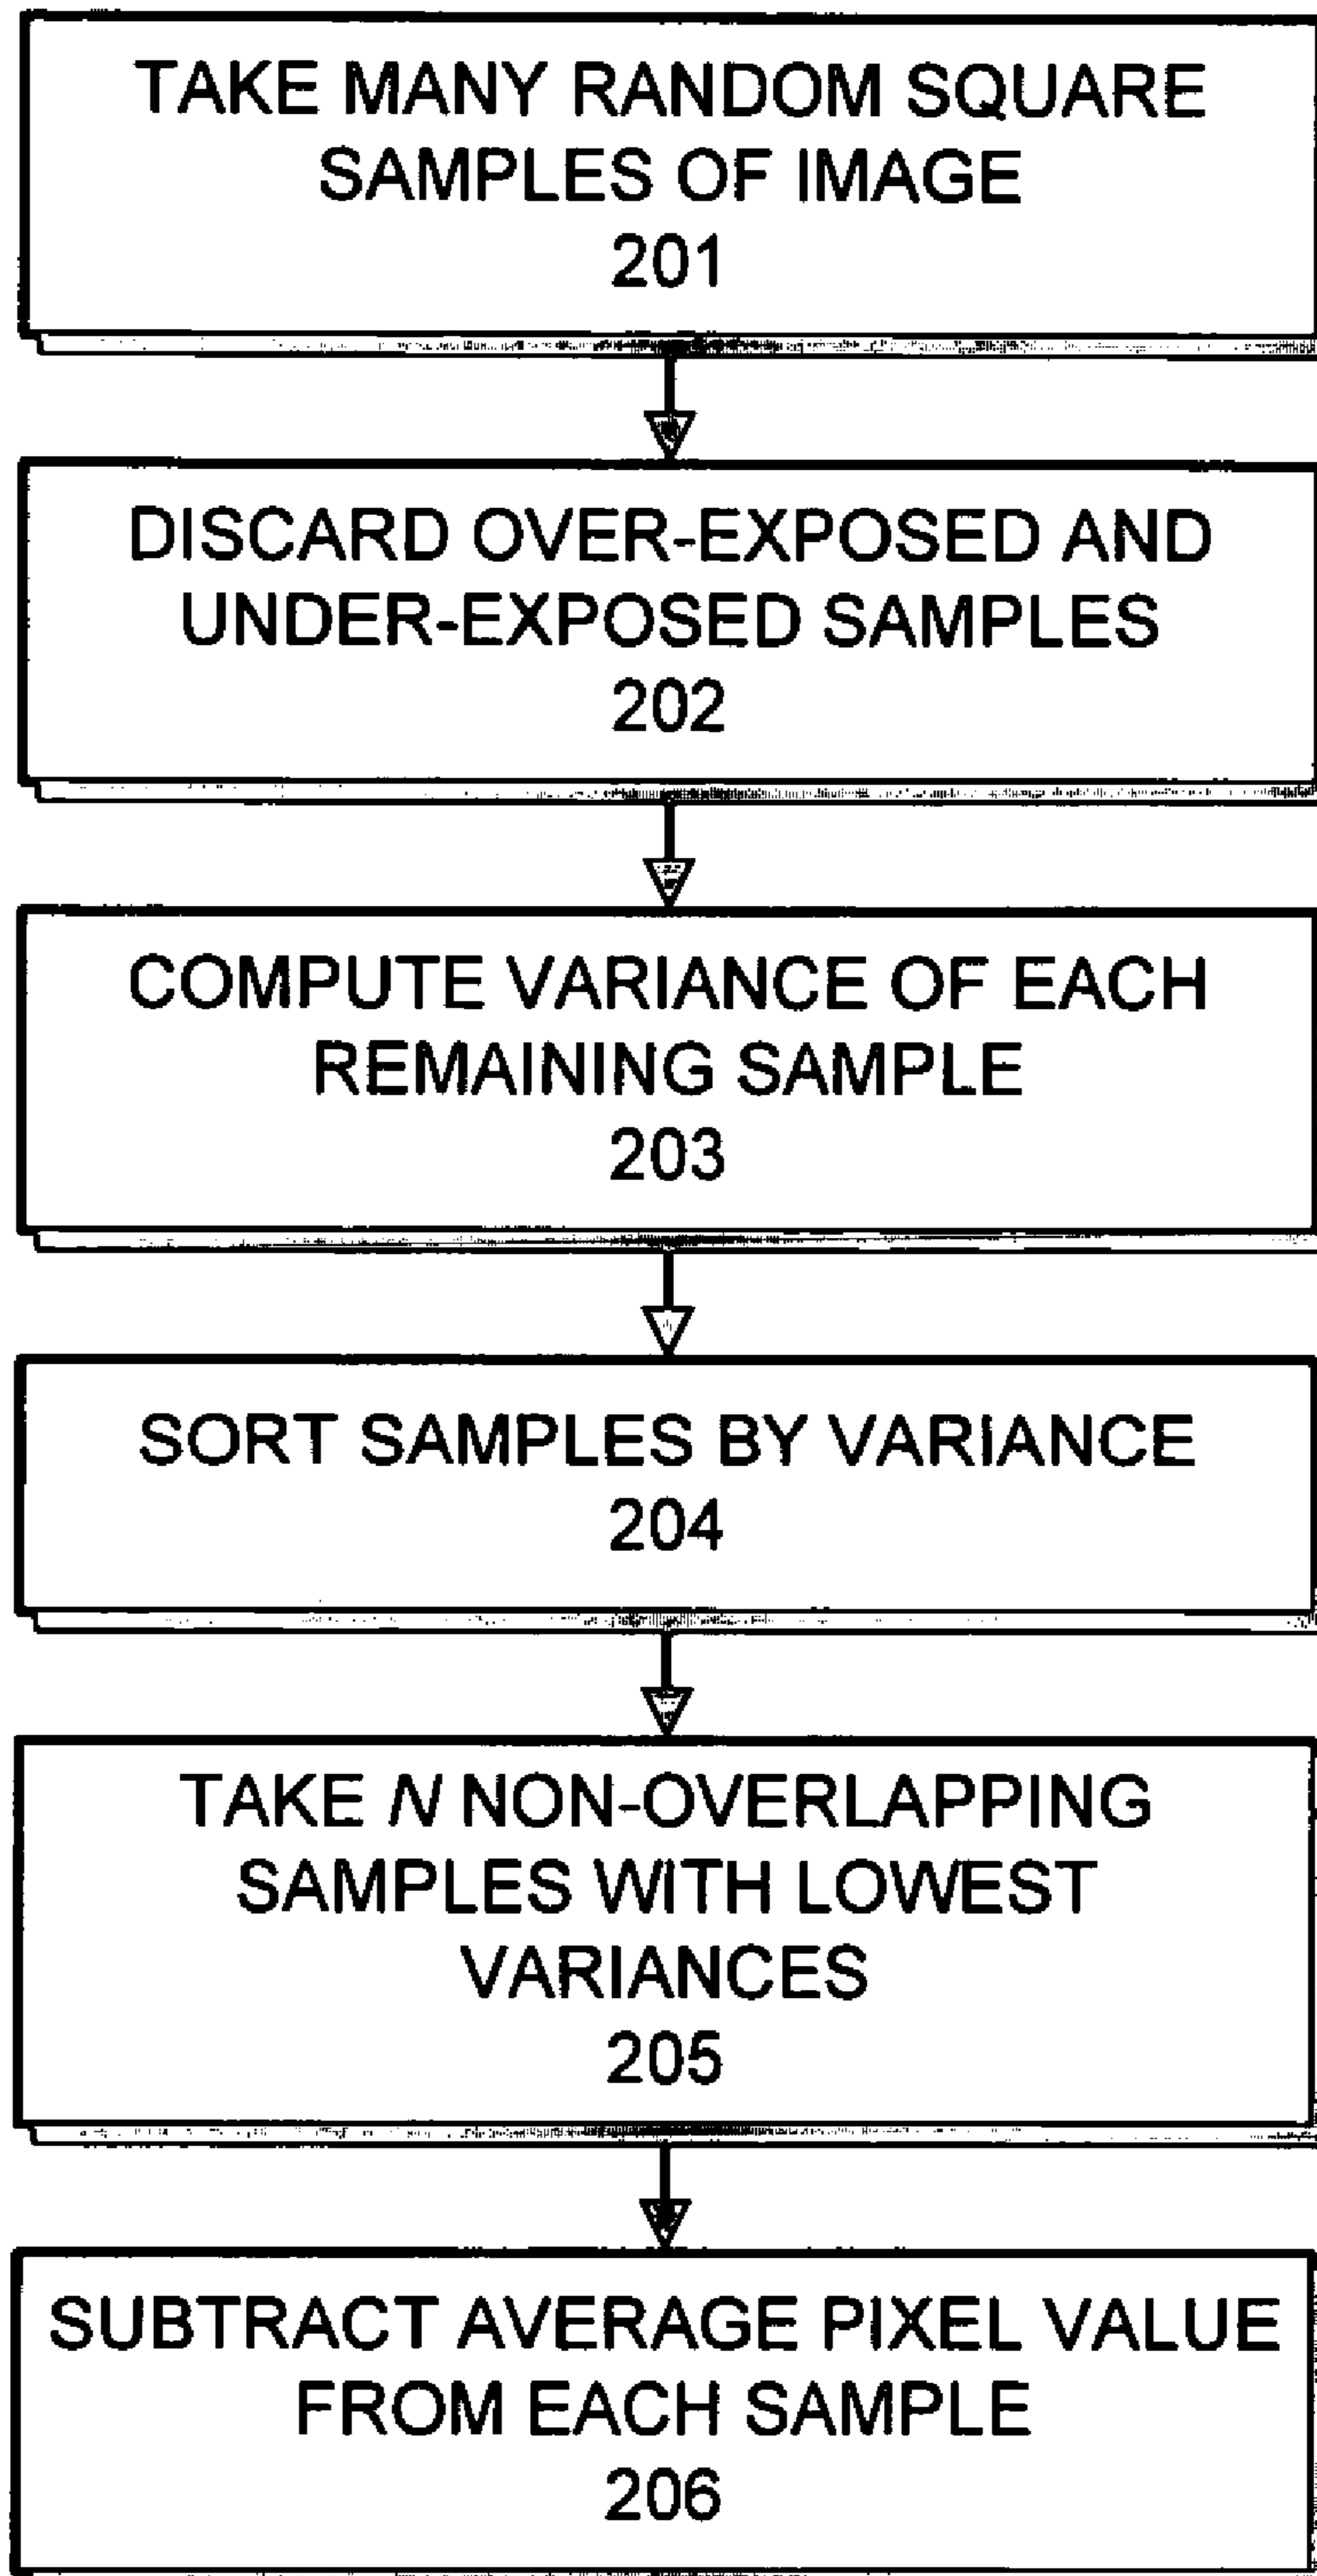 TAKE MANY RANDOM SQUARE
SAMPLES OF IMAGE
201
DISCARD OVER-EXPOSED AND
UNDER-EXPOSED SAMPLES
202
COMPUTE VARIANCE OF EACH
REMAINING SAMPLE
203
SORT SAMPLES BY VARIANCE
204
TAKE N NON-OVERLAPPING
SAMPLES WITH LOWEST
VARIANCES
205
SUBTRACT AVERAGE PIXEL VALUE
FROM EACH SAMPLE
206